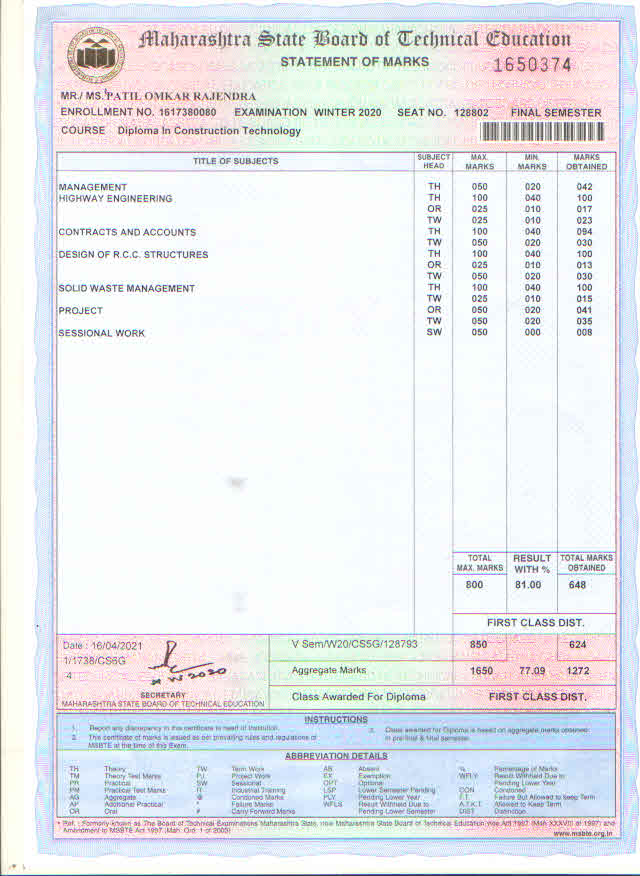 Maharashtra State Board of Technical Education
STATEMENT OF MARKS
1650374
MR./ MS. PATIL OMKAR RAJENDRA
ENROLLMENT NO. 1617380080 EXAMINATION WINTER 2020 SEAT NO. 128802 FINAL SEMESTER
COURSE Diploma In Construction Technology
TITLE OF SUBJECTS SUBJECT HEAD MAX. MARKS MIN. MARKS MARKS OBTAINED
MANAGEMENT TH 050 020 042
HIGHWAY ENGINEERING TH 100 040 100
OR 025 010 017
TW 025 010 023
CONTRACTS AND ACCOUNTS TH 100 040 094
TW 050 020 030
DESIGN OF R.C.C. STRUCTURES TH 100 040 100
OR 025 010 013
TW 050 020 030
SOLID WASTE MANAGEMENT TH 100 040 100
TW 025 010 015
PROJECT OR 050 020 041
TW 050 020 035
SESSIONAL WORK SW 050 000 008
TOTAL MAX. MARKS RESULT WITH % TOTAL MARKS OBTAINED
800 81.00 648
FIRST CLASS DIST.
Date : 16/04/2021 V Sem/W20/CS5G/128793 850 624
1/1738/CS6G
4
Aggregate Marks 1650 77.09 1272
W2020
SECRETARY
MAHARASHTRA STATE BOARD OF TECHNICAL EDUCATION
Class Awarded For Diploma FIRST CLASS DIST.
INSTRUCTIONS
1. Report any discrepancy in this certificate to head of Institution.
2. This certificate of marks is issued as per prevailing rules and regulations of
MSBTE at the time of this Exam.
3. Class awarded for Diploma is based on aggregate marks obtained
in pre-final & final semester.
ABBREVIATION DETAILS
TH Theory TW Term Work AB Absent % Percentage of Marks
TM Theory Test Marks PJ Project Work EX Exemption WFLY Result Withheld Due to
PR Practical SW Sessional OPT Optional Pending Lower Year
PM Practical Test Marks IT Industrial Training LSP Lower Semester Pending CON Condoned
AG Aggregate @ Condoned Marks PLY Pending Lower Year F.T. Failure But Allowed to Keep Term
AP Additional Practical * Failure Marks WFLS Result Withheld Due to A.T.K.T. Allowed to Keep Term
OR Oral # Carry Forward Marks Pending Lower Semester DIST Distinction
* Ref. : Formerly known as The Board of Technical Examinations Maharashtra State, now Maharashtra State Board of Technical Education vide Act 1997 (Mah XXXVIII of 1997) and
Amendment to MSBTE Act 1997 (Mah. Ord. 1 of 2003)
www.msbte.org.in